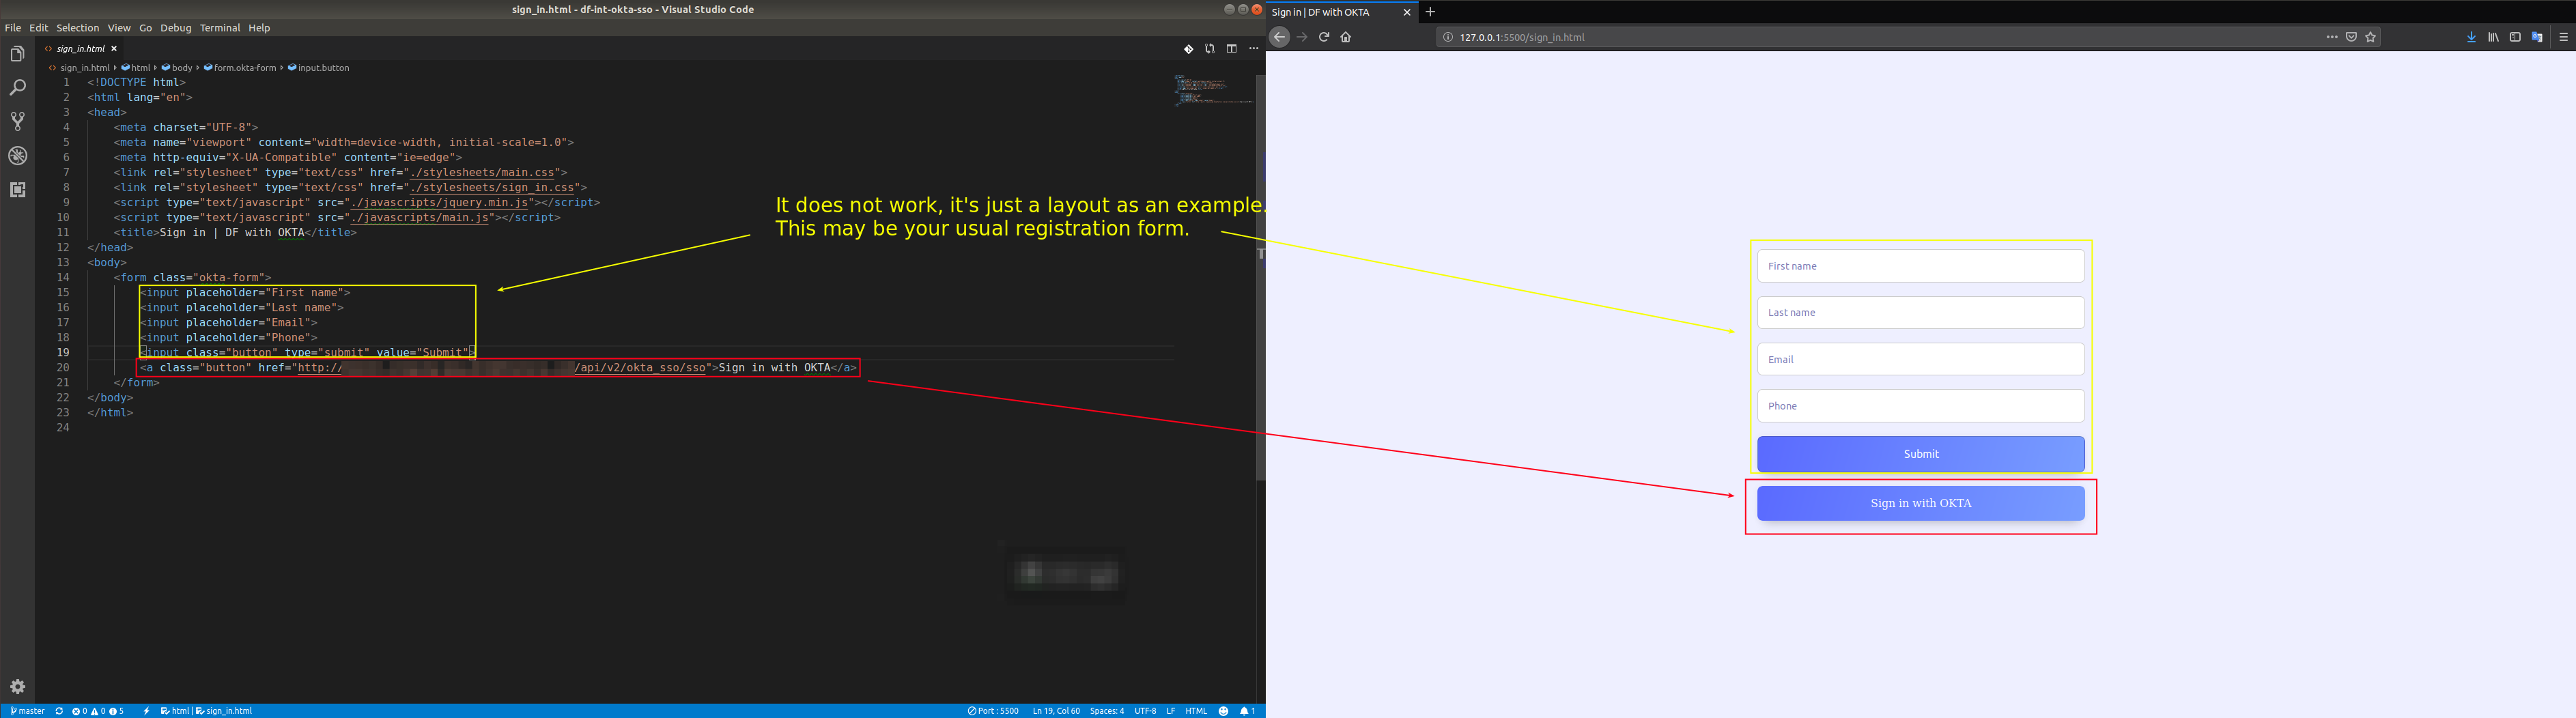 sign_in.html - df-int-okta-sso - Visual Studio Code
File Edit Selection View Go Debug Terminal Help
sign_in.html
sign_in.html html body form.okta-form input.button
1 <!DOCTYPE html>
2 <html lang="en">
3 <head>
4 <meta charset="UTF-8">
5 <meta name="viewport" content="width=device-width, initial-scale=1.0">
6 <meta http-equiv="X-UA-Compatible" content="ie=edge">
7 <link rel="stylesheet" type="text/css" href="./stylesheets/main.css">
8 <link rel="stylesheet" type="text/css" href="./stylesheets/sign_in.css">
9 <script type="text/javascript" src="./javascripts/jquery.min.js"></script>
10 <script type="text/javascript" src="./javascripts/main.js"></script>
11 <title>Sign in | DF with OKTA</title>
12 </head>
13 <body>
14 <form class="okta-form">
15 <input placeholder="First name">
16 <input placeholder="Last name">
17 <input placeholder="Email">
18 <input placeholder="Phone">
19 <input class="button" type="submit" value="Submit">
20 <a class="button" href="http:// /api/v2/okta_sso/sso">Sign in with OKTA</a>
21 </form>
22 </body>
23 </html>
24
It does not work, it's just a layout as an example.
This may be your usual registration form.
master 0 0 5 html | sign_in.html Port : 5500 Ln 19, Col 60 Spaces: 4 UTF-8 LF HTML 1
Sign in | DF with OKTA
127.0.0.1:5500/sign_in.html
First name
Last name
Email
Phone
Submit
Sign in with OKTA